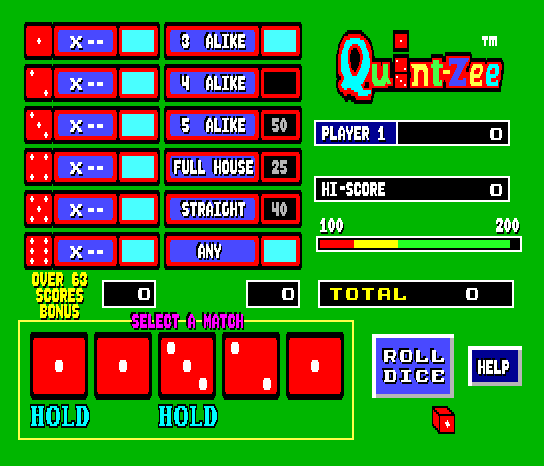 X -- 3 ALIKE
X -- 4 ALIKE
X -- 5 ALIKE 50
X -- FULL HOUSE 25
X -- STRAIGHT 40
X -- ANY
Quint-Zee TM
PLAYER 1 0
HI-SCORE 0
100 200
OVER 63
SCORES
BONUS
0 0
TOTAL 0
SELECT A MATCH
HOLD HOLD
ROLL
DICE
HELP